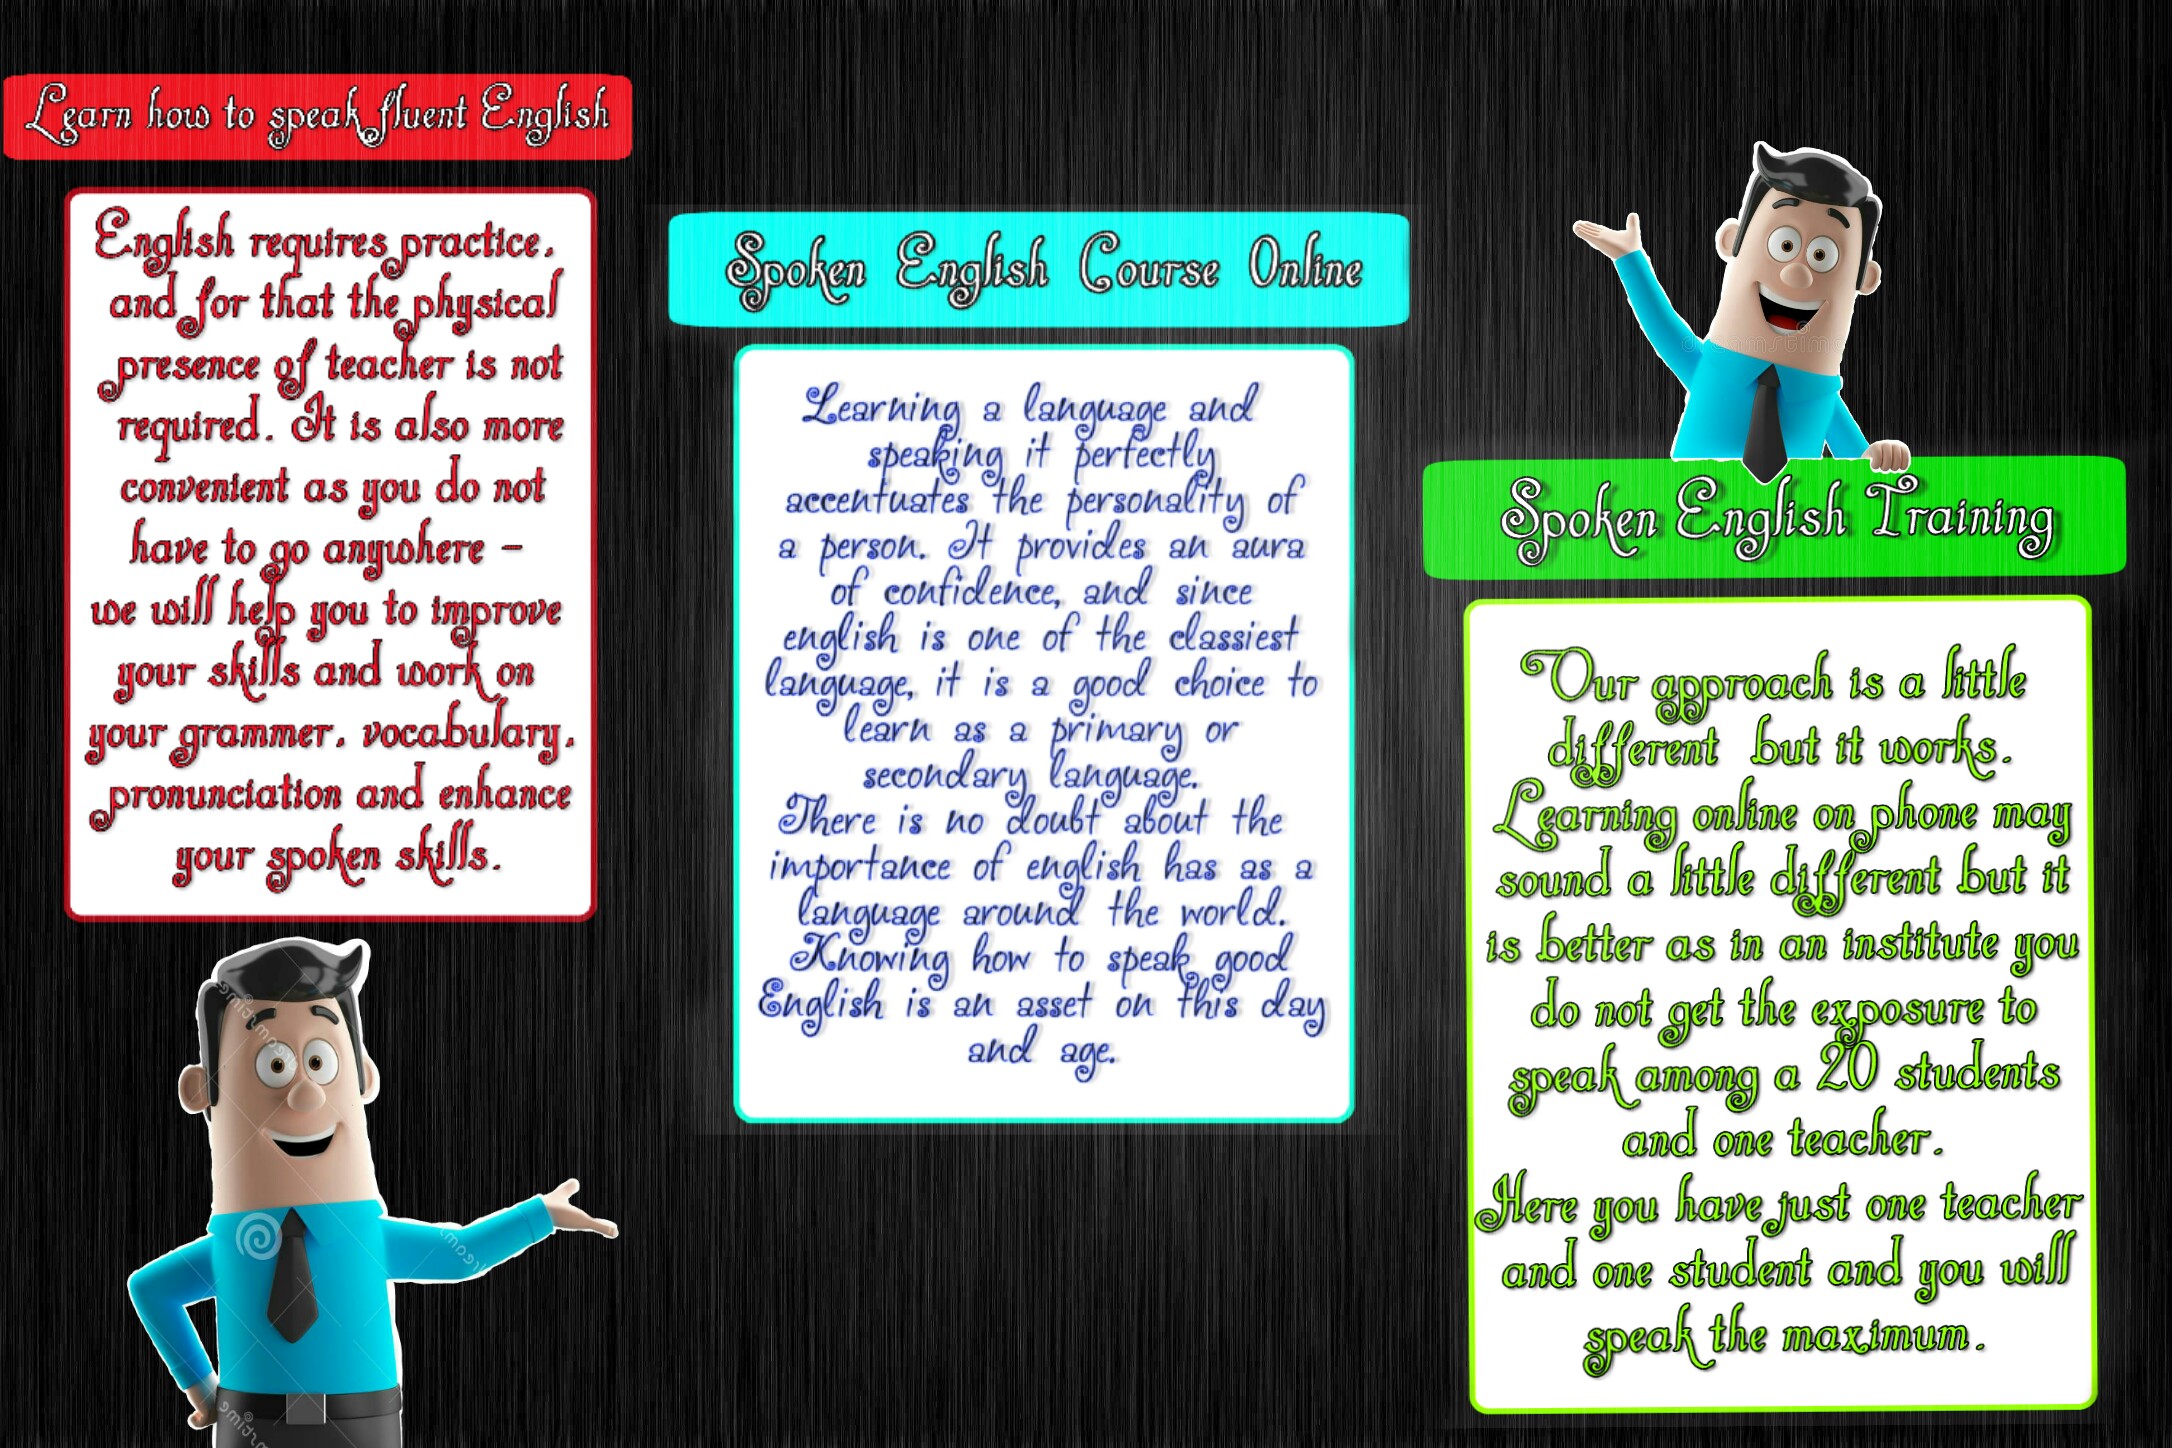 Learn how to speak fluent English
English requires practice,
and for that the physical
presence of teacher is not
required. It is also more
convenient as you do not
have to go anywhere –
we will help you to improve
your skills and work on
your grammer, vocabulary,
pronunciation and enhance
your spoken skills.
Spoken English Course Online
Learning a language and
speaking it perfectly
accentuates the personality of
a person. It provides an aura
of confidence, and since
english is one of the classiest
language, it is a good choice to
learn as a primary or
secondary language.
There is no doubt about the
importance of english has as a
language around the world.
Knowing how to speak good
English is an asset on this day
and age.
Spoken English Training
Our approach is a little
different but it works.
Learning online on phone may
sound a little different but it
is better as in an institute you
do not get the exposure to
speak among a 20 students
and one teacher.
Here you have just one teacher
and one student and you will
speak the maximum.
dreamstime